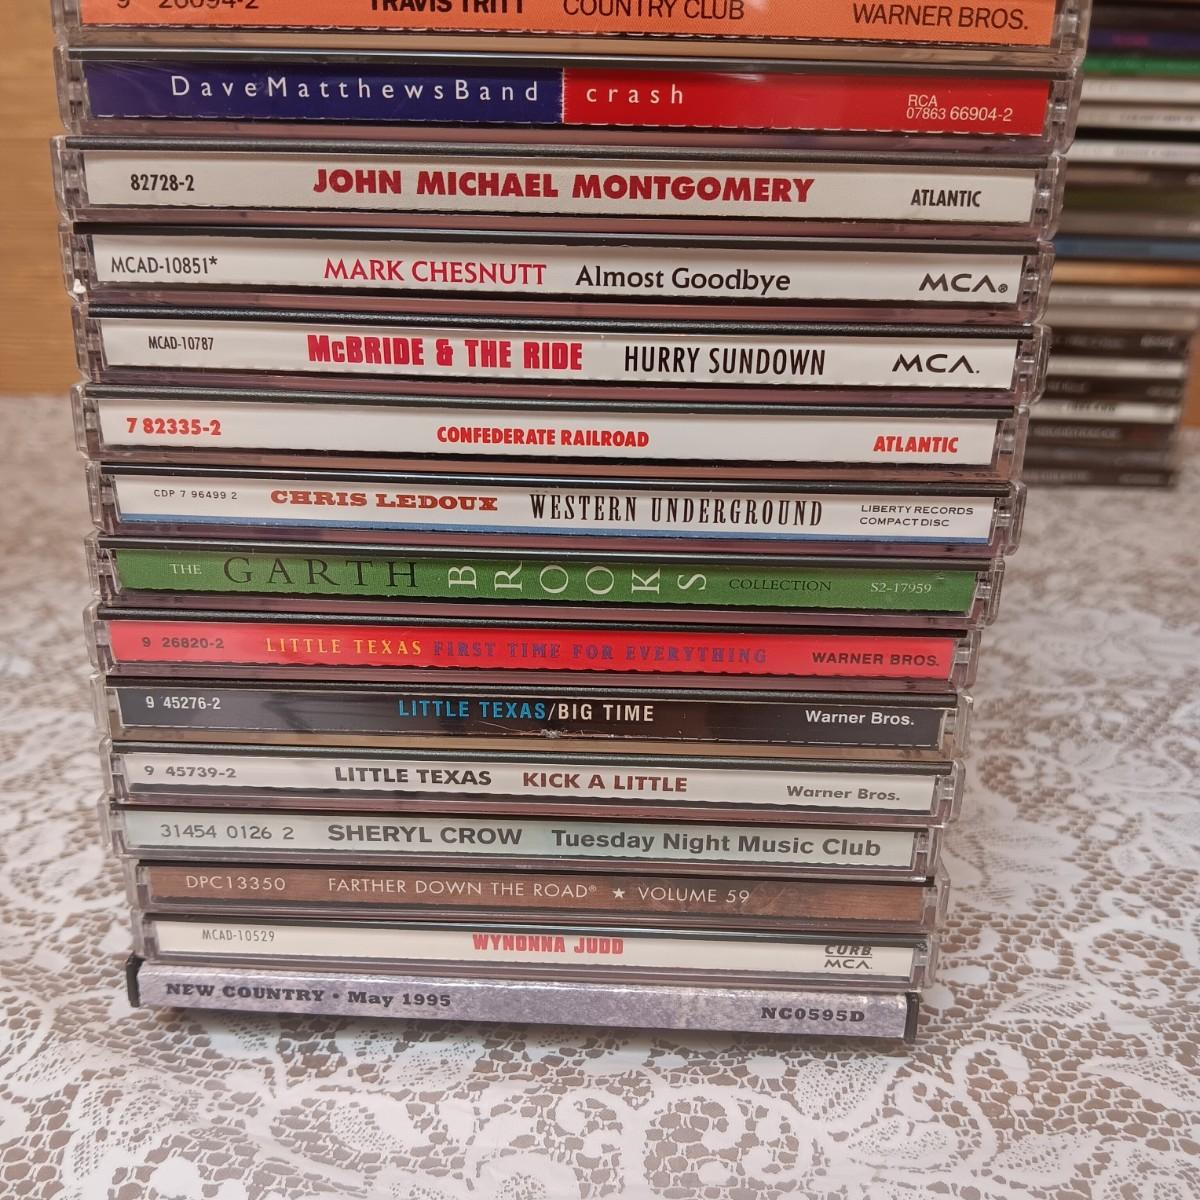 9 26094-2 TRAVIS TRITT COUNTRY CLUB WARNER BROS.
DaveMatthewsBand crash RCA 07863 66904-2
82728-2 JOHN MICHAEL MONTGOMERY ATLANTIC
MCAD-10851* MARK CHESNUTT Almost Goodbye MCA®
MCAD-10787 McBRIDE & THE RIDE HURRY SUNDOWN MCA.
7 82335-2 CONFEDERATE RAILROAD ATLANTIC
CDP 7 96499 2 CHRIS LEDOUX WESTERN UNDERGROUND LIBERTY RECORDS COMPACT DISC
THE GARTH BROOKS COLLECTION S2-17959
9 26820-2 LITTLE TEXAS FIRST TIME FOR EVERYTHING WARNER BROS.
9 45276-2 LITTLE TEXAS/BIG TIME Warner Bros.
9 45739-2 LITTLE TEXAS KICK A LITTLE Warner Bros.
31454 0126 2 SHERYL CROW Tuesday Night Music Club
DPC13350 FARTHER DOWN THE ROAD® ★ VOLUME 59
MCAD-10529 WYNONNA JUDD CURB MCA.
NEW COUNTRY • May 1995 NC0595D